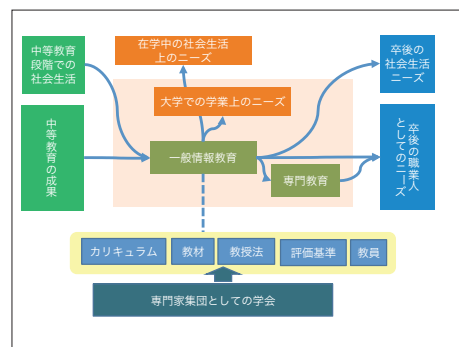 中等教育
段階での
社会生活
在学中の社会生活
上のニーズ
卒後の
社会生活
ニーズ
大学での学業上のニーズ
中等教育の成果
一般情報教育
卒後の職業人
としてのニーズ
専門教育
カリキュラム
教材
教授法
評価基準
教員
専門家集団としての学会